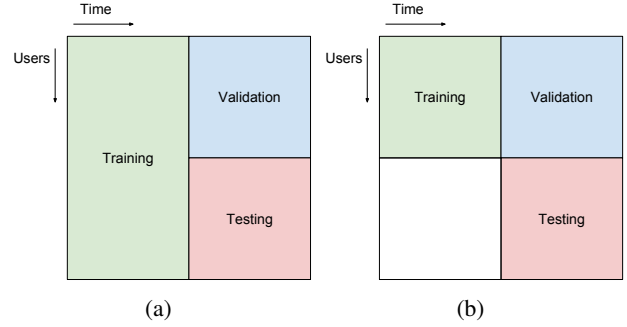 Time
Users
Training
Validation
Testing
(a)
Time
Users
Training
Validation
Testing
(b)